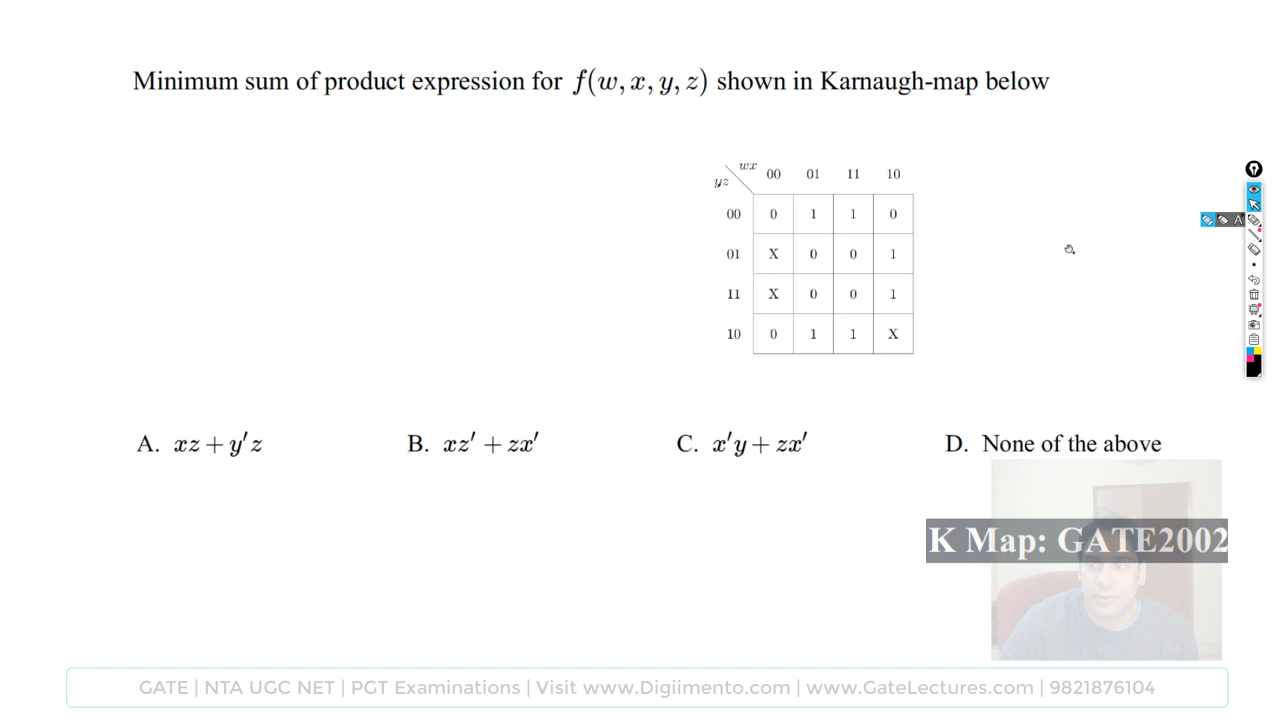 Minimum sum of product expression for f(w, x, y, z) shown in Karnaugh-map below
wx
yz 00 01 11 10
00 0 1 1 0
01 X 0 0 1
11 X 0 0 1
10 0 1 1 X
A. xz + y′z B. xz′ + zx′ C. x′y + zx′ D. None of the above
K Map: GATE2002
GATE | NTA UGC NET | PGT Examinations | Visit www.Digiimento.com | www.GateLectures.com | 9821876104
A